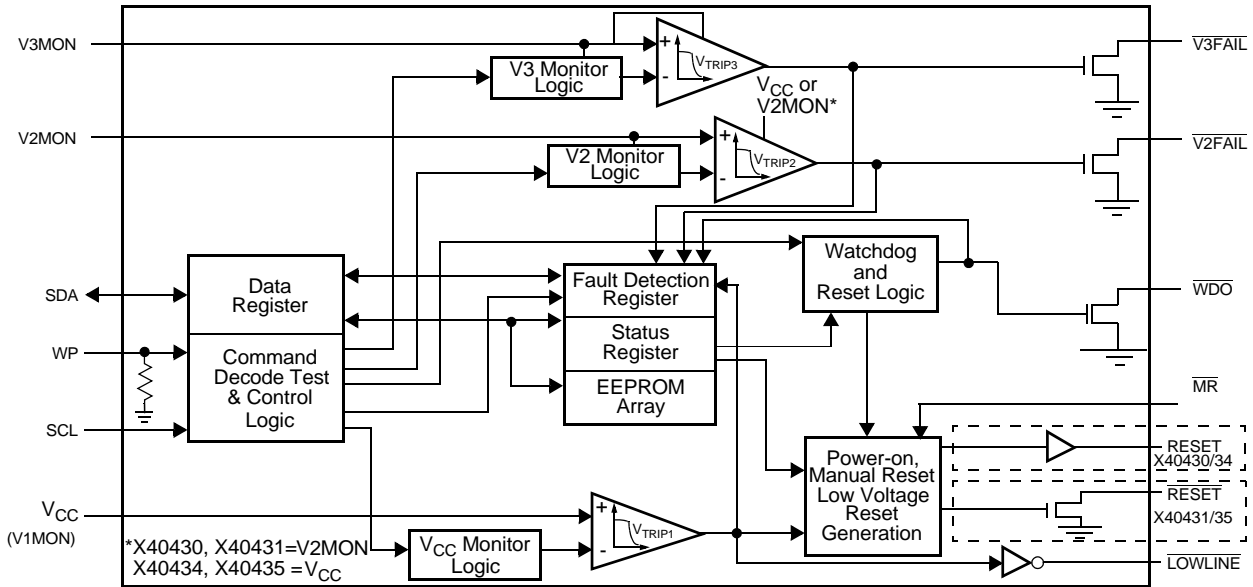 V3MON
V3 Monitor
Logic
+
-
VTRIP3
V3FAIL
VCC or
V2MON*
V2MON
V2 Monitor
Logic
+
-
VTRIP2
V2FAIL
SDA
WP
SCL
Data
Register
Command
Decode Test
& Control
Logic
Fault Detection
Register
Status
Register
EEPROM
Array
Watchdog
and
Reset Logic
WDO
MR
Power-on,
Manual Reset
Low Voltage
Reset
Generation
RESET
X40430/34
RESET
X40431/35
LOWLINE
VCC
(V1MON)
+
-
VTRIP1
VCC Monitor
Logic
*X40430, X40431=V2MON
X40434, X40435 =VCC